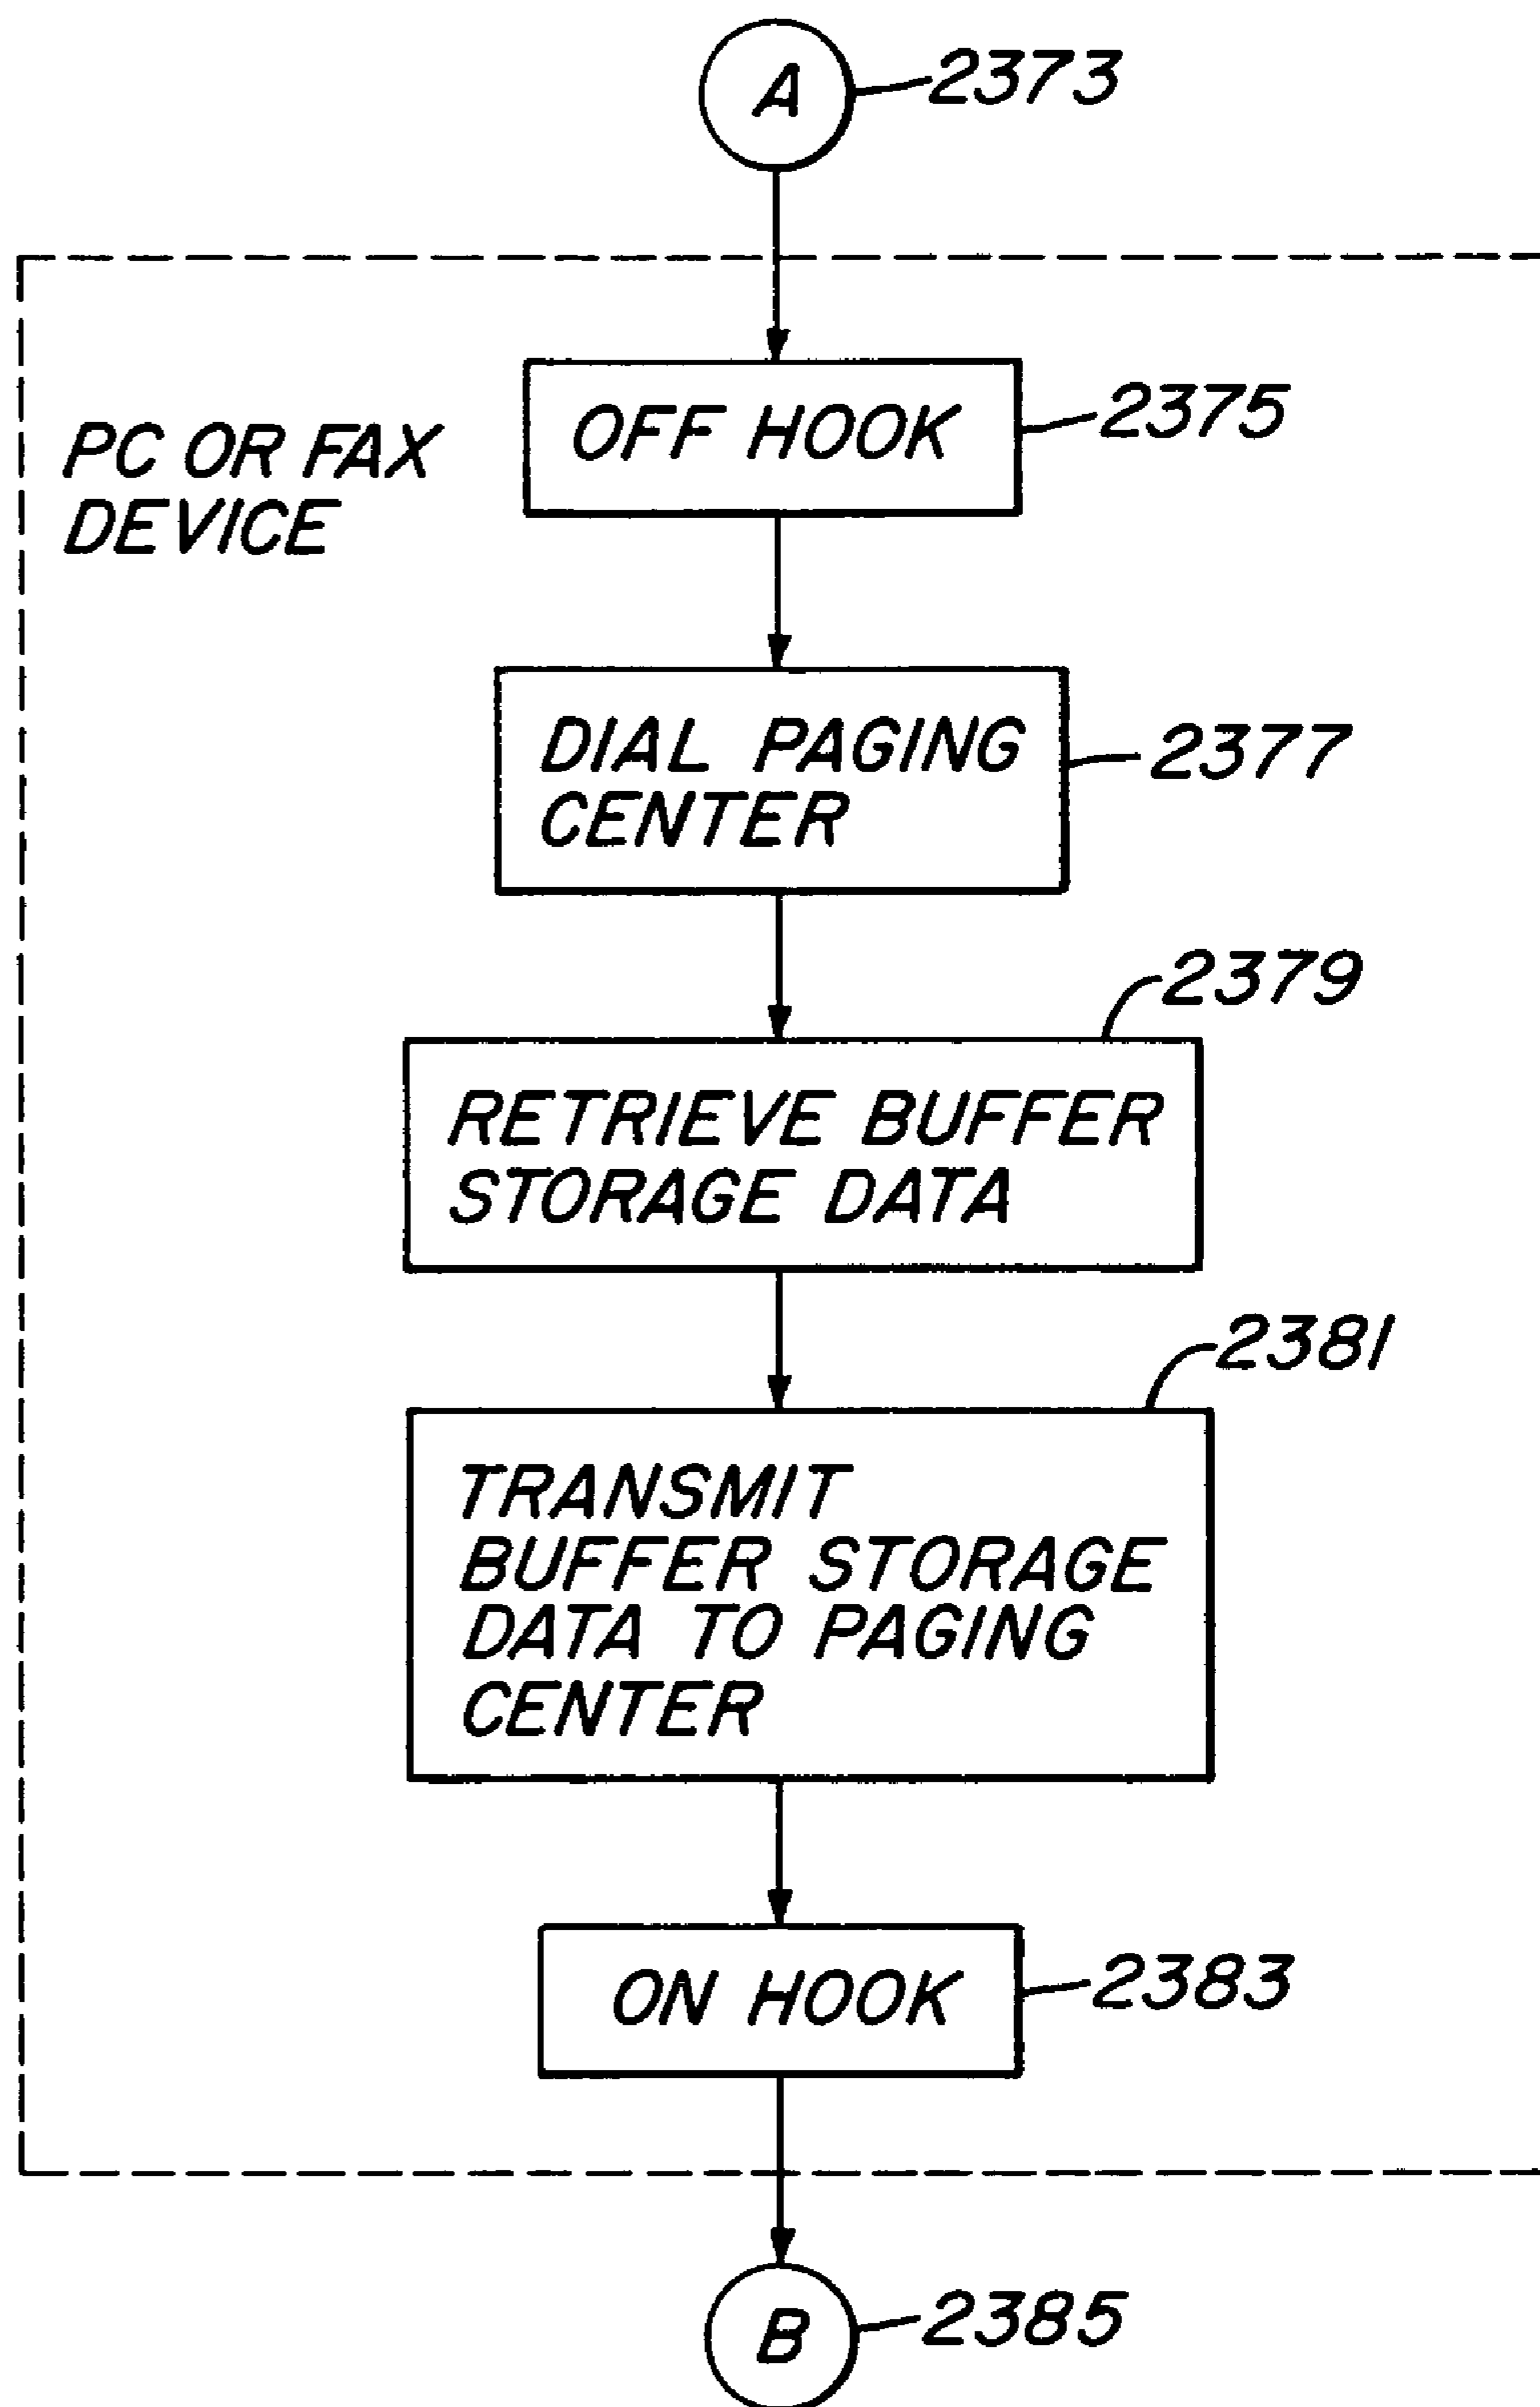 A
2373
OFF HOOK
2375
PC OR FAX
DEVICE
DIAL PAGING
CENTER
2377
2379
RETRIEVE BUFFER
STORAGE DATA
2381
TRANSMIT
BUFFER STORAGE
DATA TO PAGING
CENTER
ON HOOK
2383
B
2385